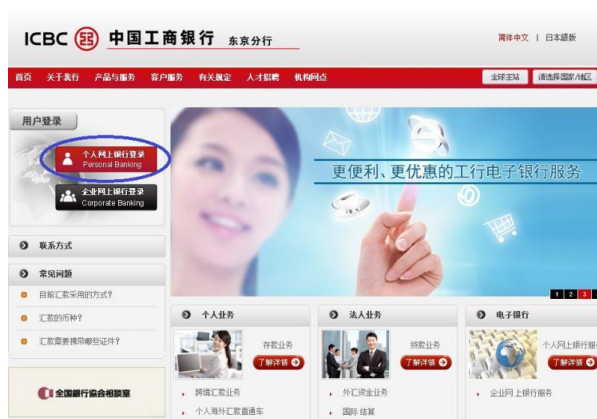 ICBC 中国工商银行 东京分行
简体中文 | 日本語版
首页 关于我行 产品与服务 客户服务 有关规定 人才招聘 机构网点
全球主站 请选择国家/地区
用户登录
个人网上银行登录
Personal Banking
企业网上银行登录
Corporate Banking
更便利、更优惠的工行电子银行服务
联系方式
常见问题
目前汇款采用的方式?
汇款的币种?
汇款需要携带哪些证件?
全国銀行協会相談室
1 2 3
个人业务
存款业务
了解详情
跨境汇款业务
个人海外汇款直通车
法人业务
贷款业务
了解详情
外汇资金业务
国际结算
电子银行
个人网上银行服
了解详情
企业网上银行服务